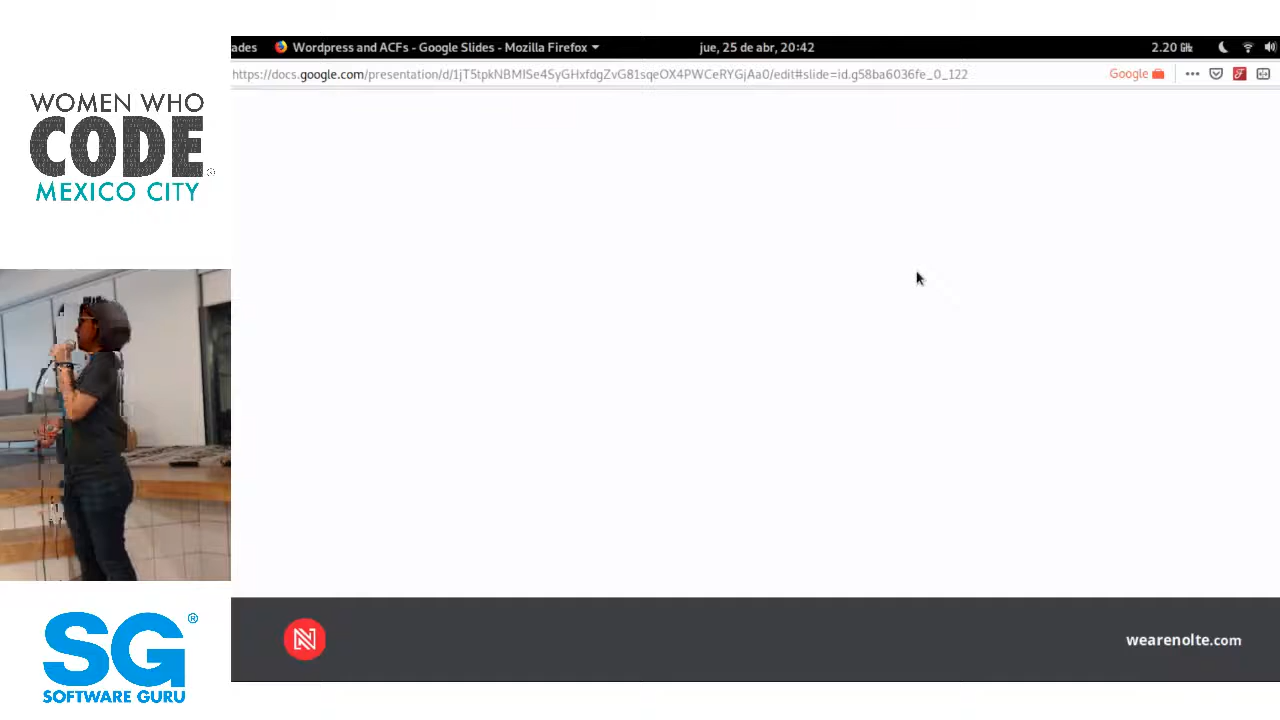 ades Wordpress and ACFs - Google Slides - Mozilla Firefox jue, 25 de abr, 20:42 2.20 GHz
https://docs.google.com/presentation/d/1jT5tpkNBMISe4SyGHxfdgZvG81sqeOX4PWCeRYGjAa0/edit#slide=id.g58ba6036fe_0_122 Google
WOMEN WHO
CODE
MEXICO CITY
SG®
SOFTWARE GURU
N
wearenolte.com